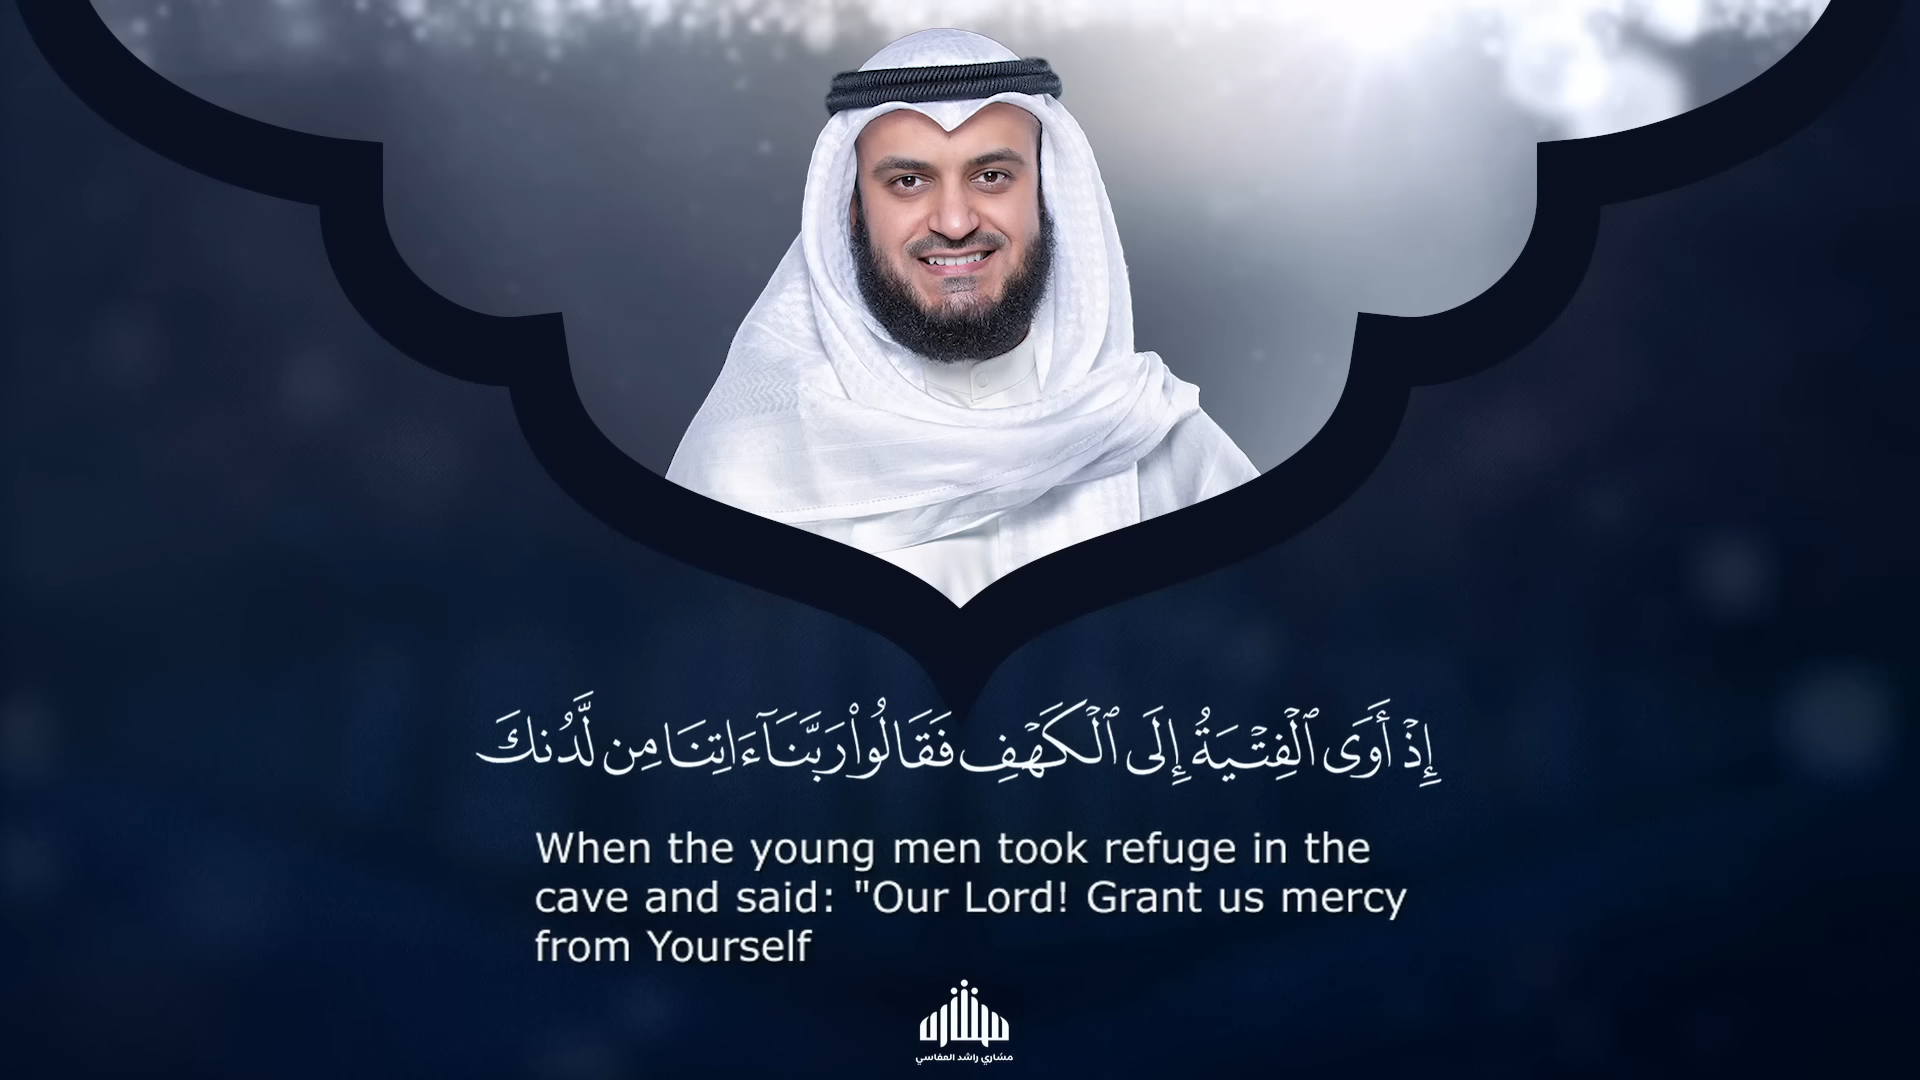 إِذۡ أَوَى ٱلۡفِتۡيَةُ إِلَى ٱلۡكَهۡفِ فَقَالُواْ رَبَّنَآ ءَاتِنَا مِن لَّدُنكَ
When the young men took refuge in the
cave and said: "Our Lord! Grant us mercy
from Yourself
مشاري
مشاري راشد العفاسي